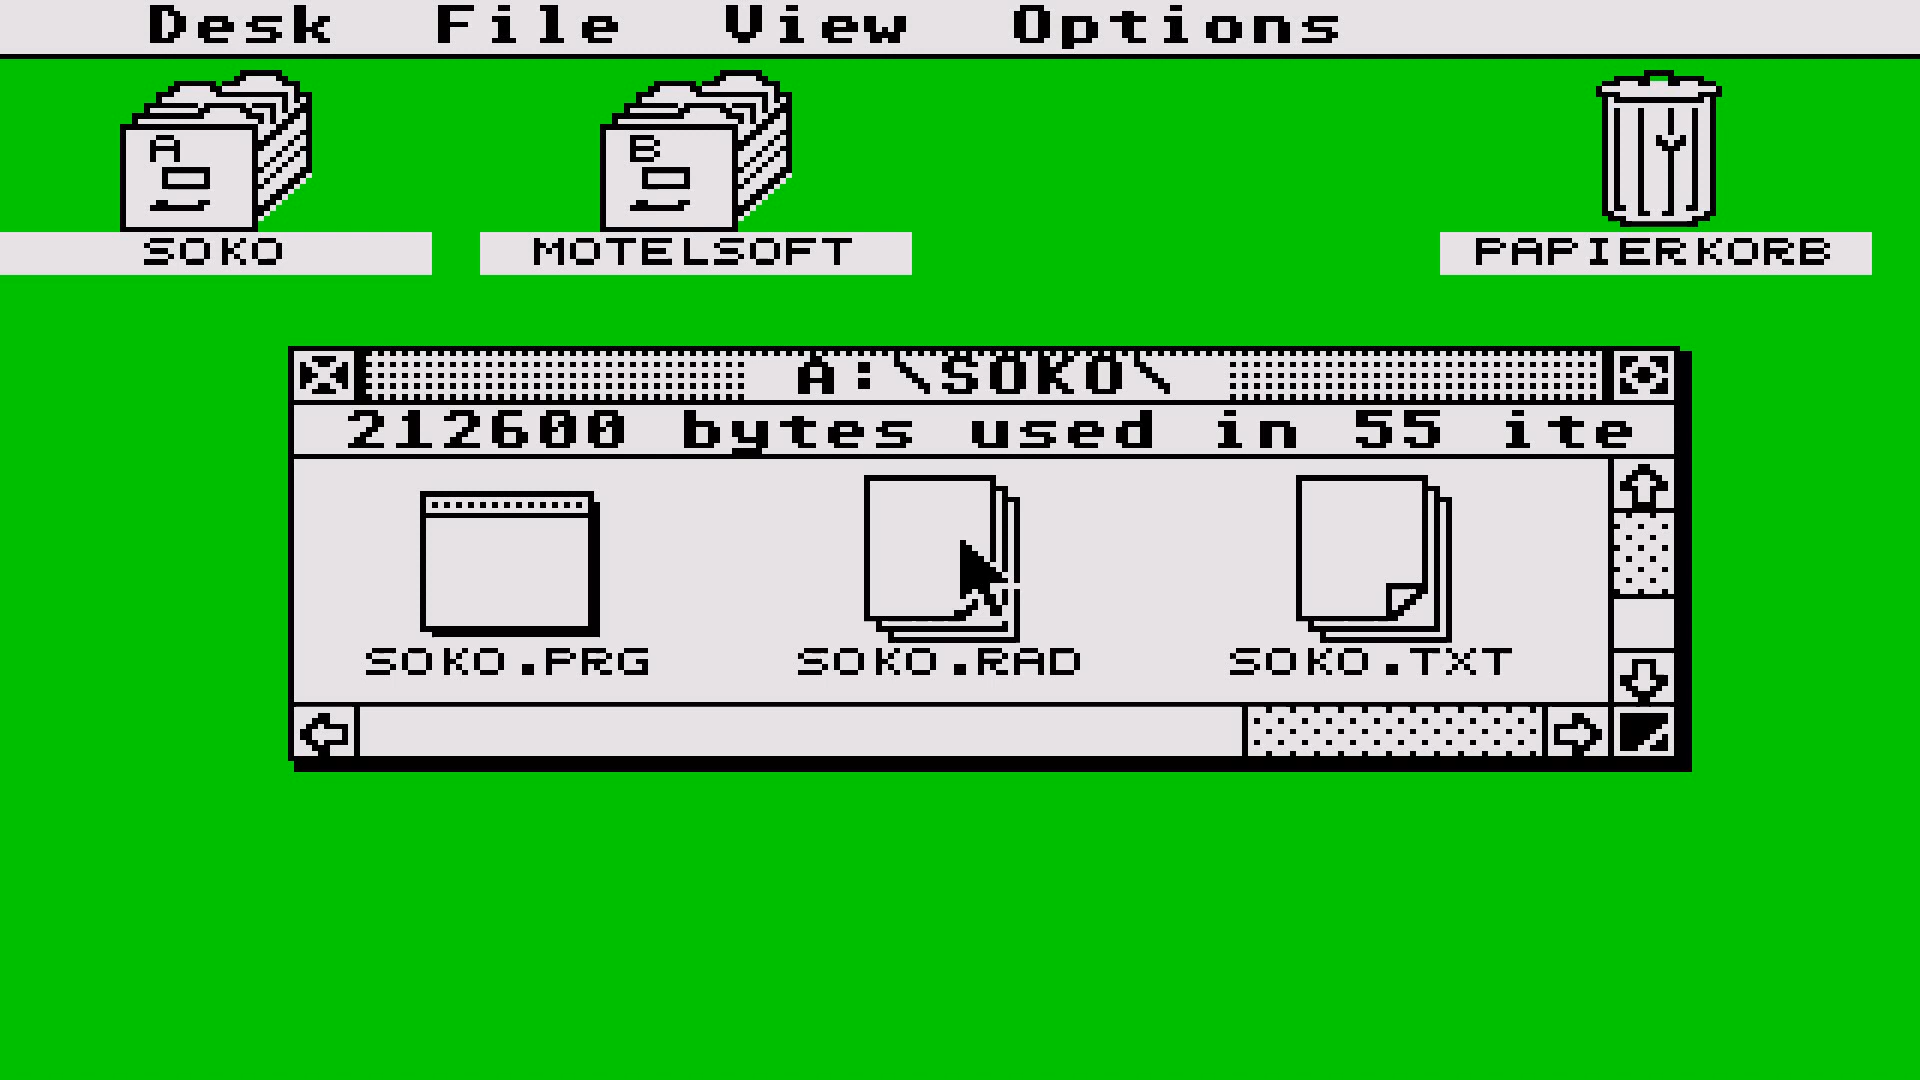 Desk File View Options
A
B
SOKO MOTELSOFT PAPIERKORB
A:\SOKO\
212600 bytes used in 55 ite
SOKO.PRG SOKO.RAD SOKO.TXT